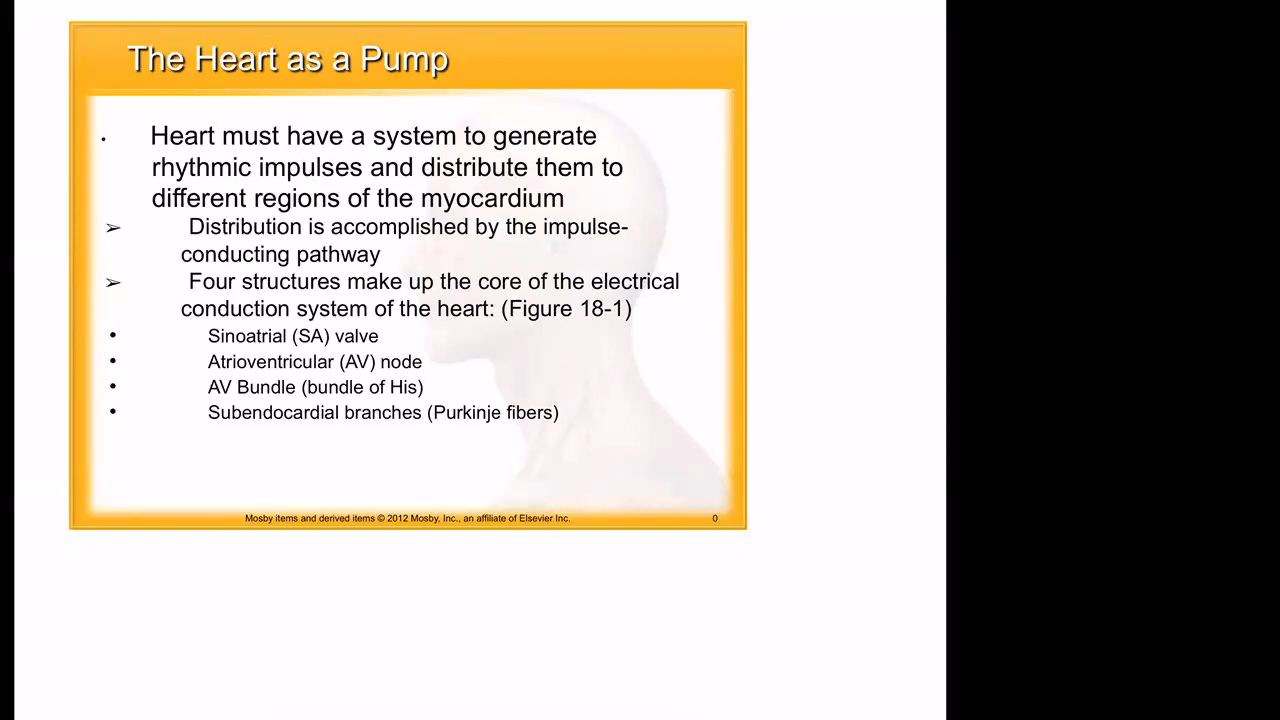 The Heart as a Pump
• Heart must have a system to generate
rhythmic impulses and distribute them to
different regions of the myocardium
➢ Distribution is accomplished by the impulse-
conducting pathway
➢ Four structures make up the core of the electrical
conduction system of the heart: (Figure 18-1)
• Sinoatrial (SA) valve
• Atrioventricular (AV) node
• AV Bundle (bundle of His)
• Subendocardial branches (Purkinje fibers)
Mosby items and derived items © 2012 Mosby, Inc., an affiliate of Elsevier Inc. 0